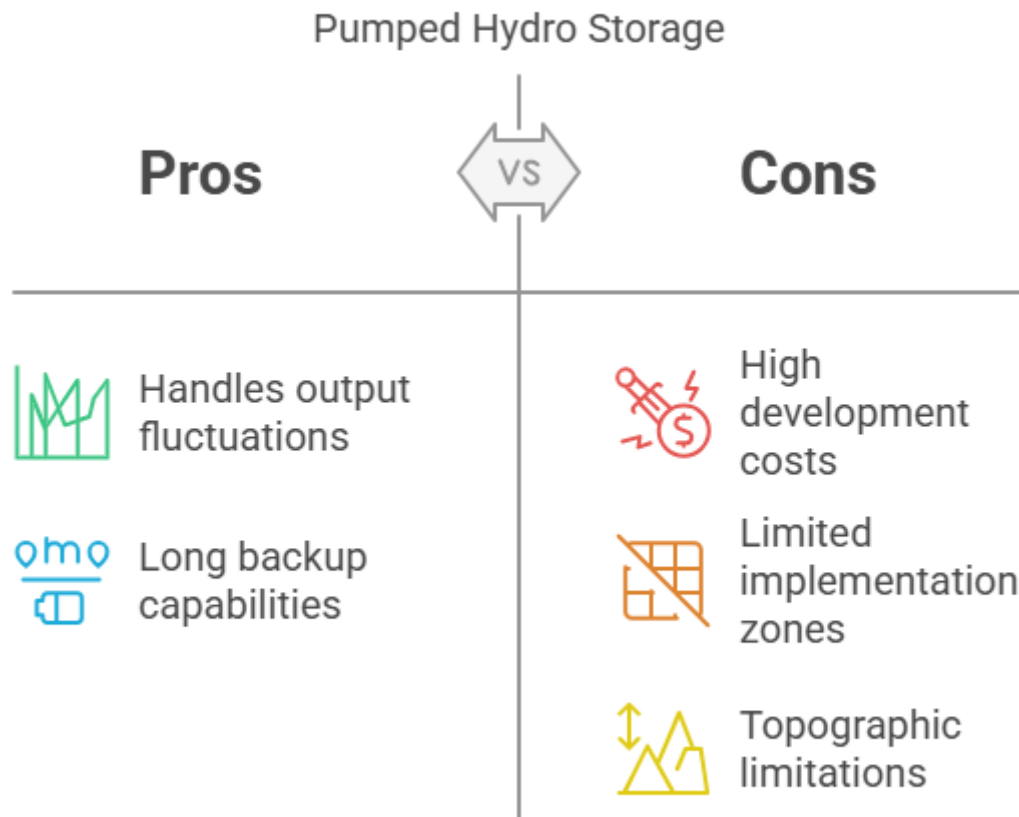 Pumped Hydro Storage
Pros
VS
Cons
Handles output
fluctuations
Long backup
capabilities
High
development
costs
$
Limited
implementation
zones
Topographic
limitations